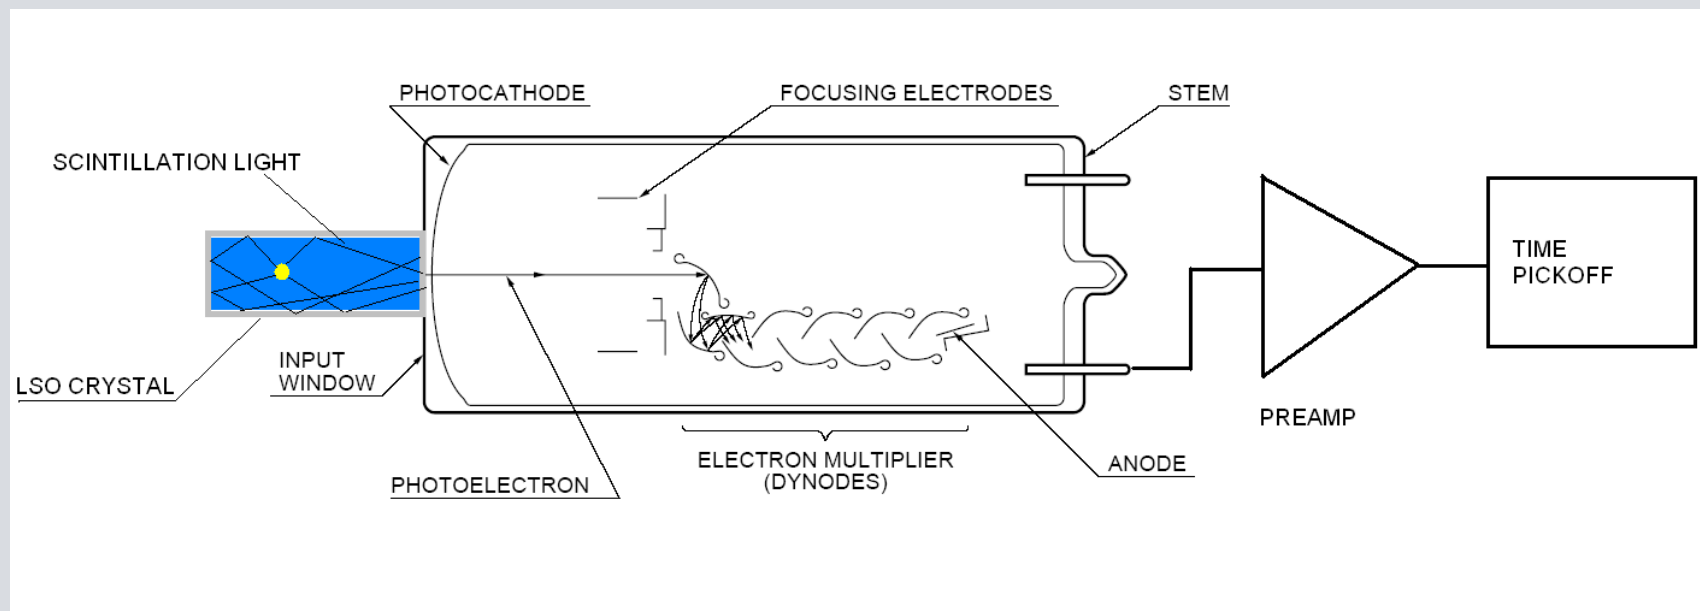 PHOTOCATHODE
FOCUSING ELECTRODES
STEM
SCINTILLATION LIGHT
TIME
PICKOFF
INPUT
WINDOW
LSO CRYSTAL
PREAMP
ELECTRON MULTIPLIER
(DYNODES)
ANODE
PHOTOELECTRON